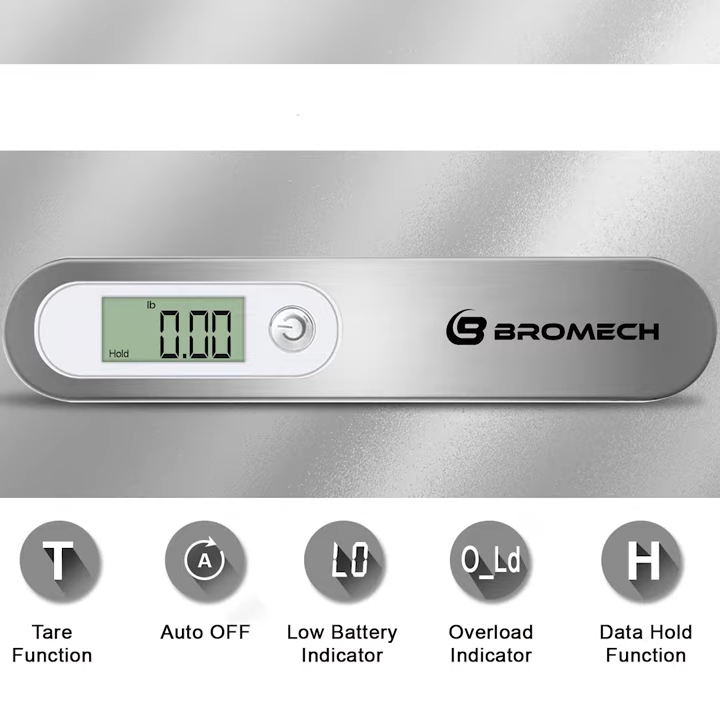 lb
0.00
Hold
BROMECH
T
A
LO
O_Ld
H
Tare
Function
Auto OFF
Low Battery
Indicator
Overload
Indicator
Data Hold
Function